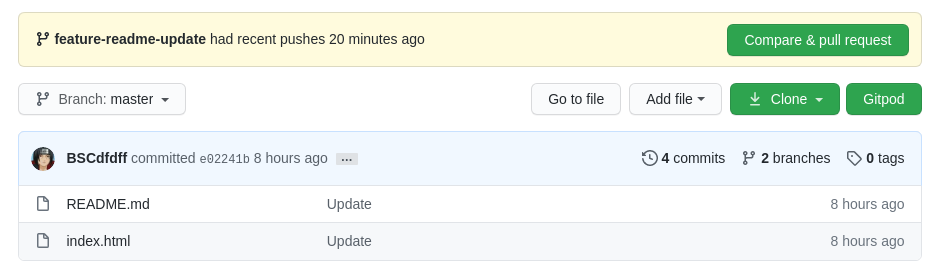 feature-readme-update had recent pushes 20 minutes ago Compare & pull request
Branch: master Go to file Add file Clone Gitpod
BSCdfdff committed e02241b 8 hours ago ... 4 commits 2 branches 0 tags
README.md Update 8 hours ago
index.html Update 8 hours ago